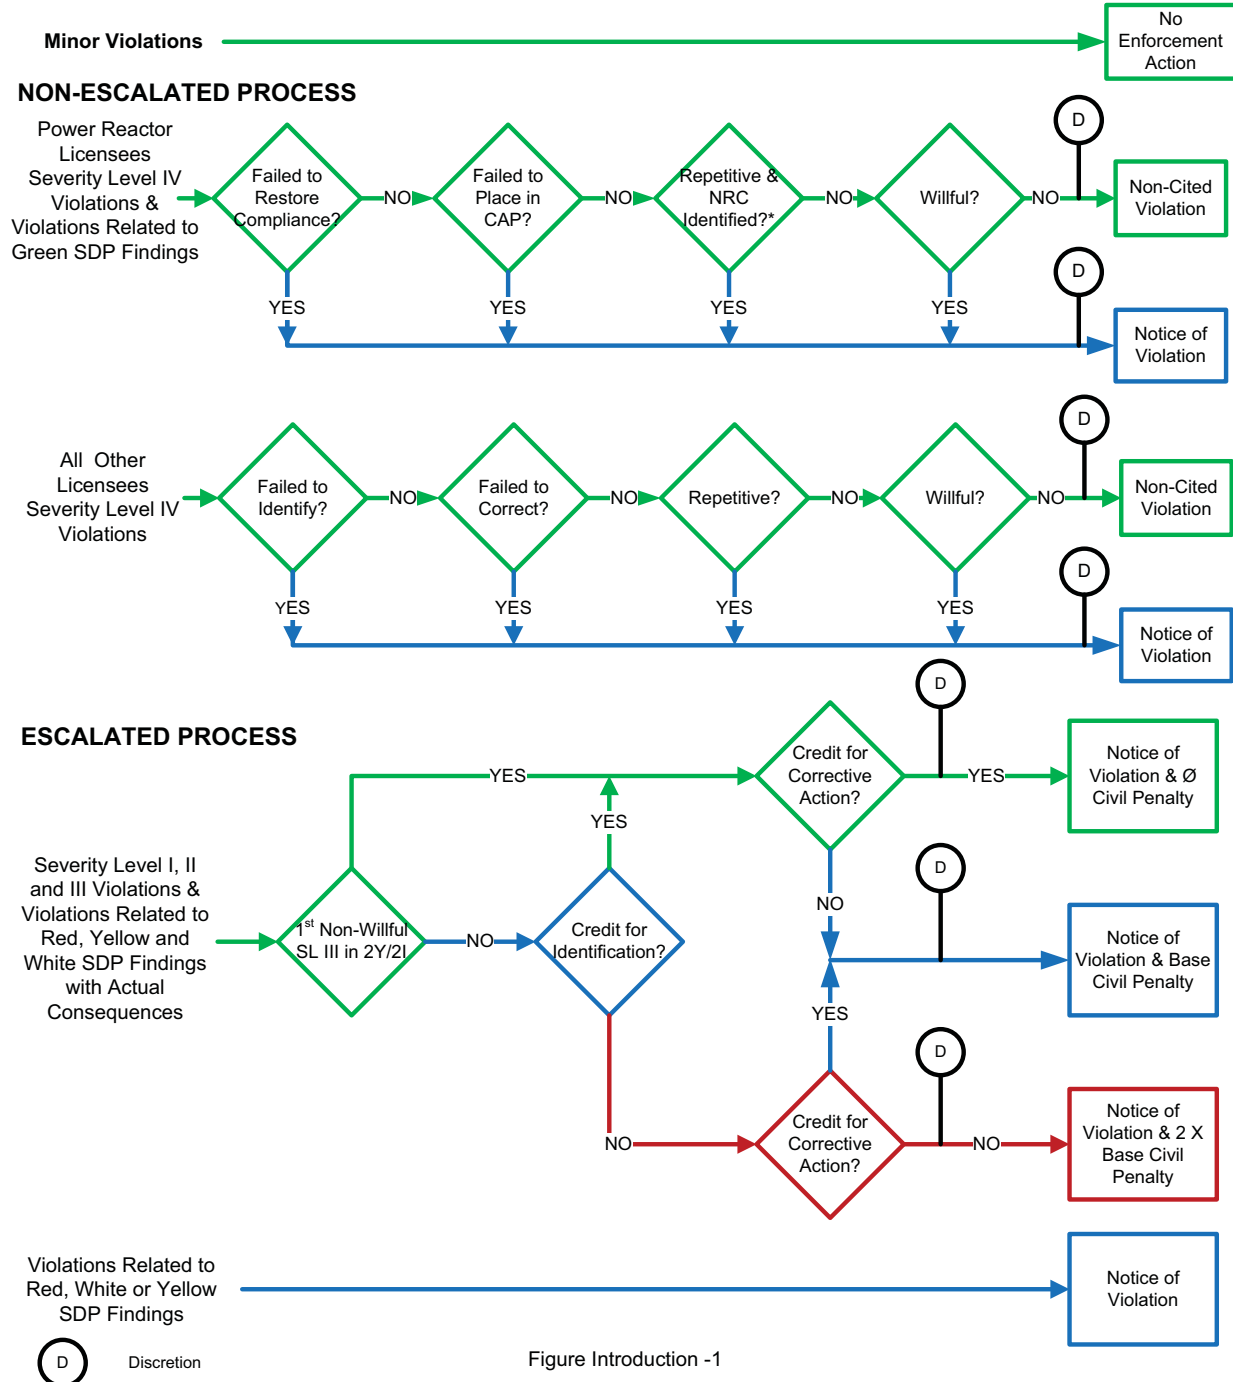 Minor Violations
No
Enforcement
Action
NON-ESCALATED PROCESS
Power Reactor
Licensees
Severity Level IV
Violations &
Violations Related to
Green SDP Findings
Failed to
Restore
Compliance?
NO
Failed to
Place in
CAP?
NO
Repetitive &
NRC
Identified?*
NO
Willful?
NO
D
Non-Cited
Violation
YES
YES
YES
YES
D
Notice of
Violation
All Other
Licensees
Severity Level IV
Violations
Failed to
Identify?
NO
Failed to
Correct?
NO
Repetitive?
NO
Willful?
NO
D
Non-Cited
Violation
YES
YES
YES
YES
D
Notice of
Violation
ESCALATED PROCESS
Severity Level I, II
and III Violations &
Violations Related to
Red, Yellow and
White SDP Findings
with Actual
Consequences
1st Non-Willful
SL III in 2Y/2I
YES
NO
Credit for
Identification?
YES
NO
Credit for
Corrective
Action?
D
YES
Notice of
Violation & Ø
Civil Penalty
NO
D
Notice of
Violation & Base
Civil Penalty
YES
Credit for
Corrective
Action?
D
NO
Notice of
Violation & 2 X
Base Civil
Penalty
Violations Related to
Red, White or Yellow
SDP Findings
Notice of
Violation
D
Discretion
Figure Introduction -1